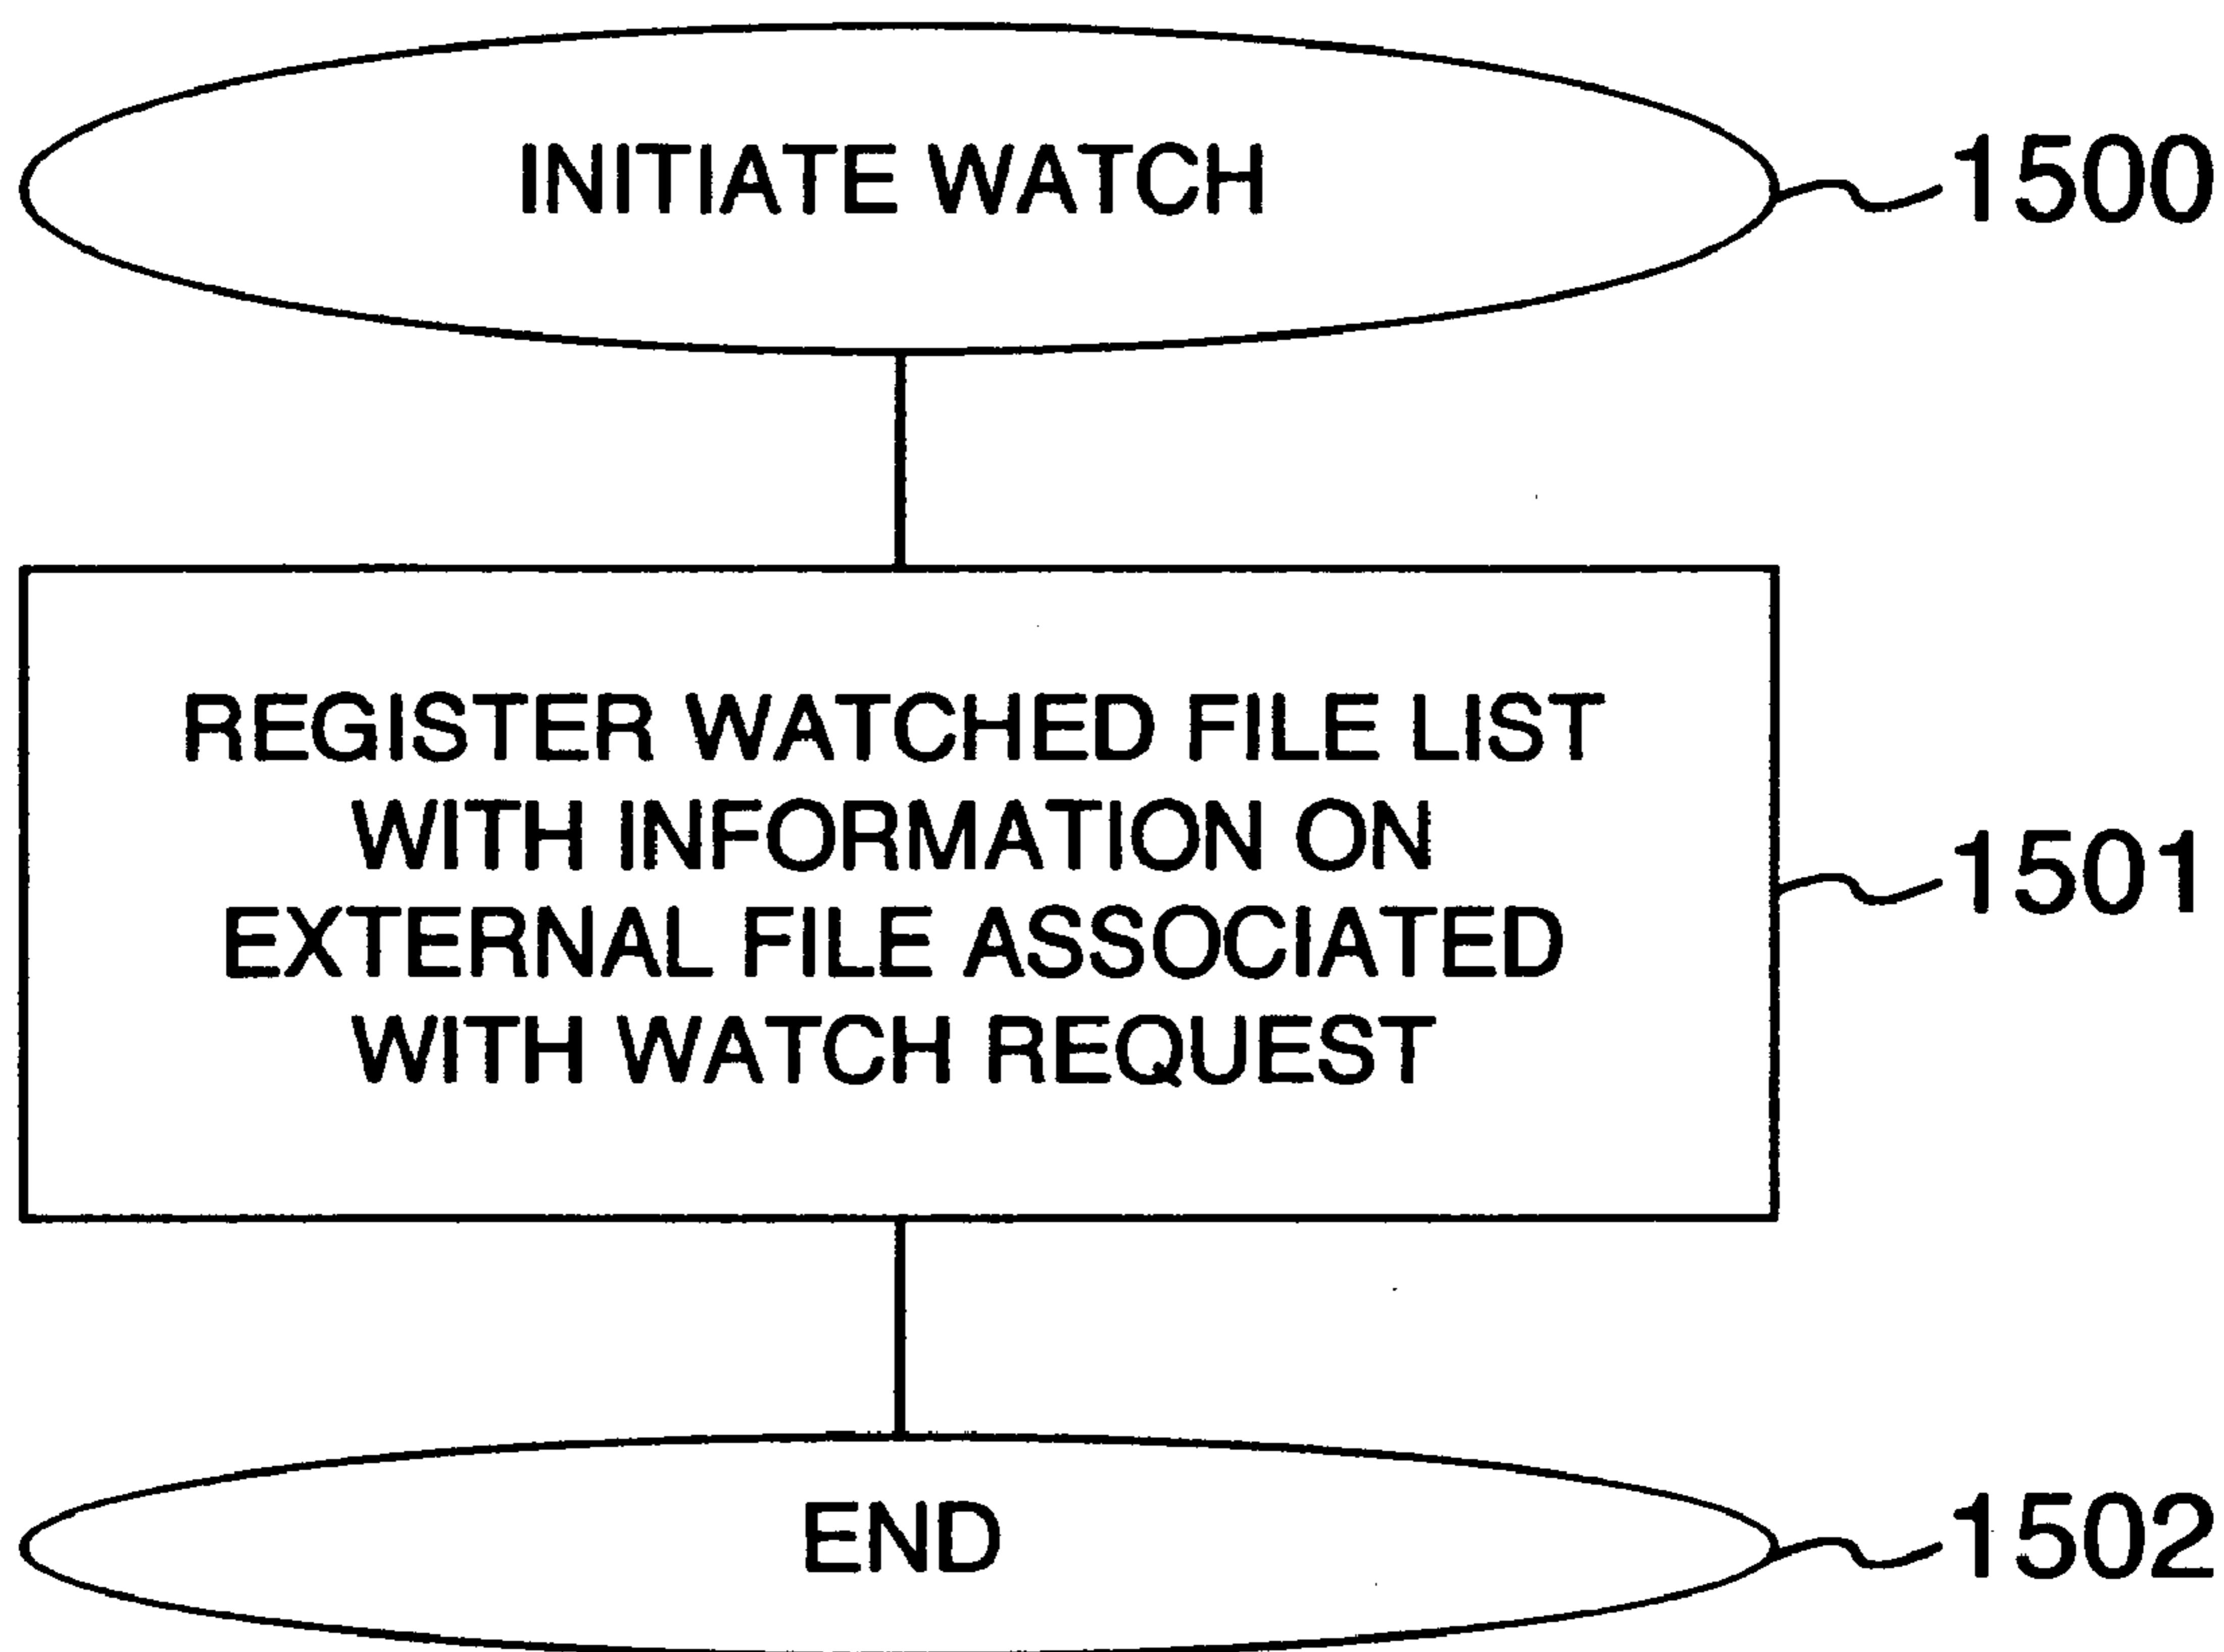 INITIATE WATCH
1500
REGISTER WATCHED FILE LIST
WITH INFORMATION ON
EXTERNAL FILE ASSOCIATED
WITH WATCH REQUEST
1501
END
1502